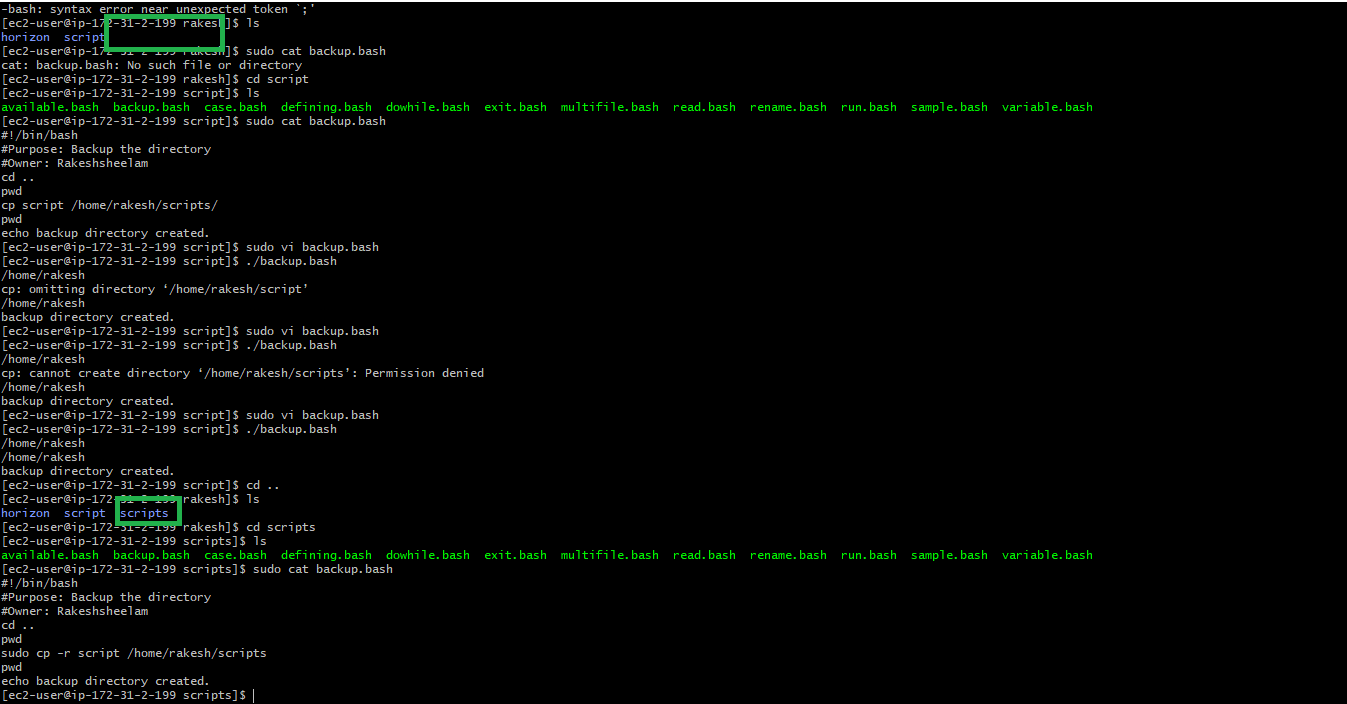 -bash: syntax error near unexpected token `;'
[ec2-user@ip-172-31-2-199 rakesh]$ ls
horizon  script
[ec2-user@ip-172-31-2-199 rakesh]$ sudo cat backup.bash
cat: backup.bash: No such file or directory
[ec2-user@ip-172-31-2-199 rakesh]$ cd script
[ec2-user@ip-172-31-2-199 script]$ ls
available.bash  backup.bash  case.bash  defining.bash  dowhile.bash  exit.bash  multifile.bash  read.bash  rename.bash  run.bash  sample.bash  variable.bash
[ec2-user@ip-172-31-2-199 script]$ sudo cat backup.bash
#!/bin/bash
#Purpose: Backup the directory
#Owner: Rakeshsheelam
cd ..
pwd
cp script /home/rakesh/scripts/
pwd
echo backup directory created.
[ec2-user@ip-172-31-2-199 script]$ sudo vi backup.bash
[ec2-user@ip-172-31-2-199 script]$ ./backup.bash
/home/rakesh
cp: omitting directory ‘/home/rakesh/script’
/home/rakesh
backup directory created.
[ec2-user@ip-172-31-2-199 script]$ sudo vi backup.bash
[ec2-user@ip-172-31-2-199 script]$ ./backup.bash
/home/rakesh
cp: cannot create directory ‘/home/rakesh/scripts’: Permission denied
/home/rakesh
backup directory created.
[ec2-user@ip-172-31-2-199 script]$ sudo vi backup.bash
[ec2-user@ip-172-31-2-199 script]$ ./backup.bash
/home/rakesh
/home/rakesh
backup directory created.
[ec2-user@ip-172-31-2-199 script]$ cd ..
[ec2-user@ip-172-31-2-199 rakesh]$ ls
horizon  script  scripts
[ec2-user@ip-172-31-2-199 rakesh]$ cd scripts
[ec2-user@ip-172-31-2-199 scripts]$ ls
available.bash  backup.bash  case.bash  defining.bash  dowhile.bash  exit.bash  multifile.bash  read.bash  rename.bash  run.bash  sample.bash  variable.bash
[ec2-user@ip-172-31-2-199 scripts]$ sudo cat backup.bash
#!/bin/bash
#Purpose: Backup the directory
#Owner: Rakeshsheelam
cd ..
pwd
sudo cp -r script /home/rakesh/scripts
pwd
echo backup directory created.
[ec2-user@ip-172-31-2-199 scripts]$